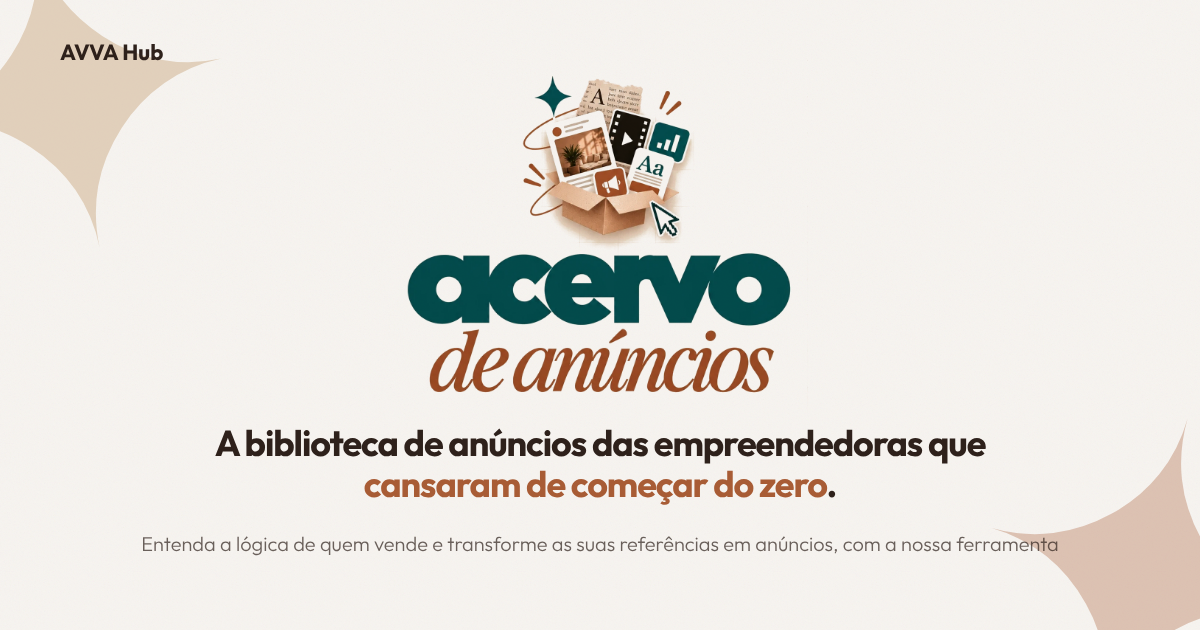 AVVA Hub
A
Aa
acervo
de anúncios
A biblioteca de anúncios das empreendedoras que
cansaram de começar do zero.
Entenda a lógica de quem vende e transforme as suas referências em anúncios, com a nossa ferramenta